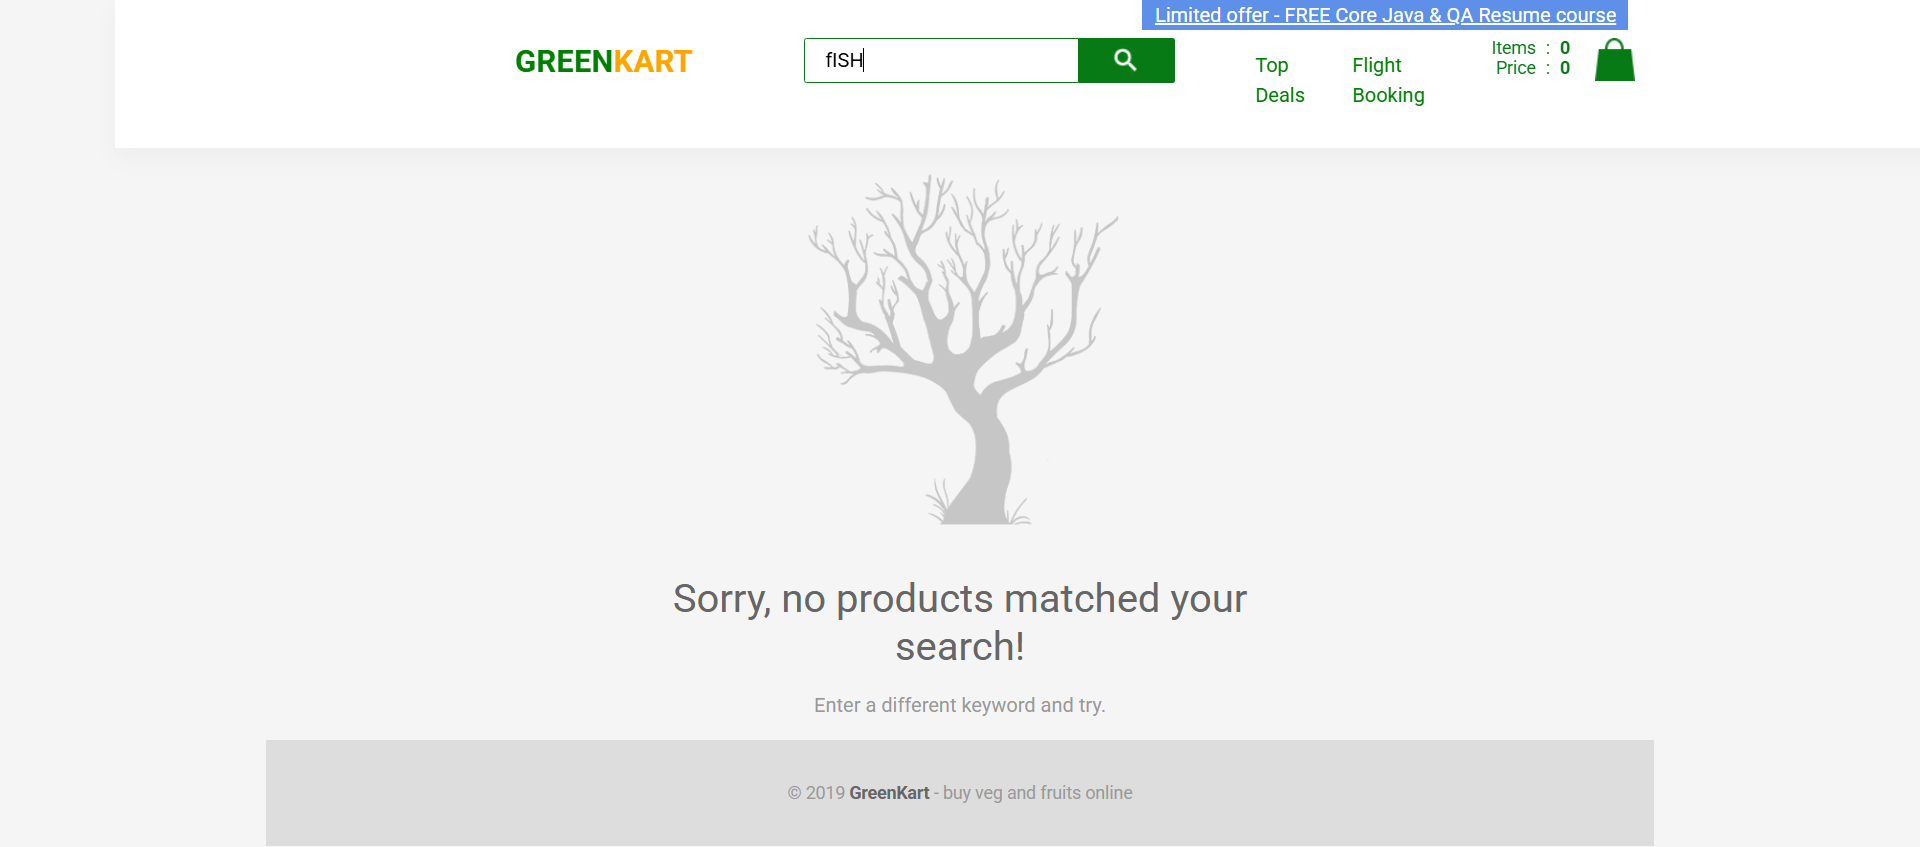 Limited offer - FREE Core Java & QA Resume course
GREENKART
fISH
Top
Deals
Flight
Booking
Items : 0
Price : 0
Sorry, no products matched your
search!
Enter a different keyword and try.
© 2019 GreenKart - buy veg and fruits online